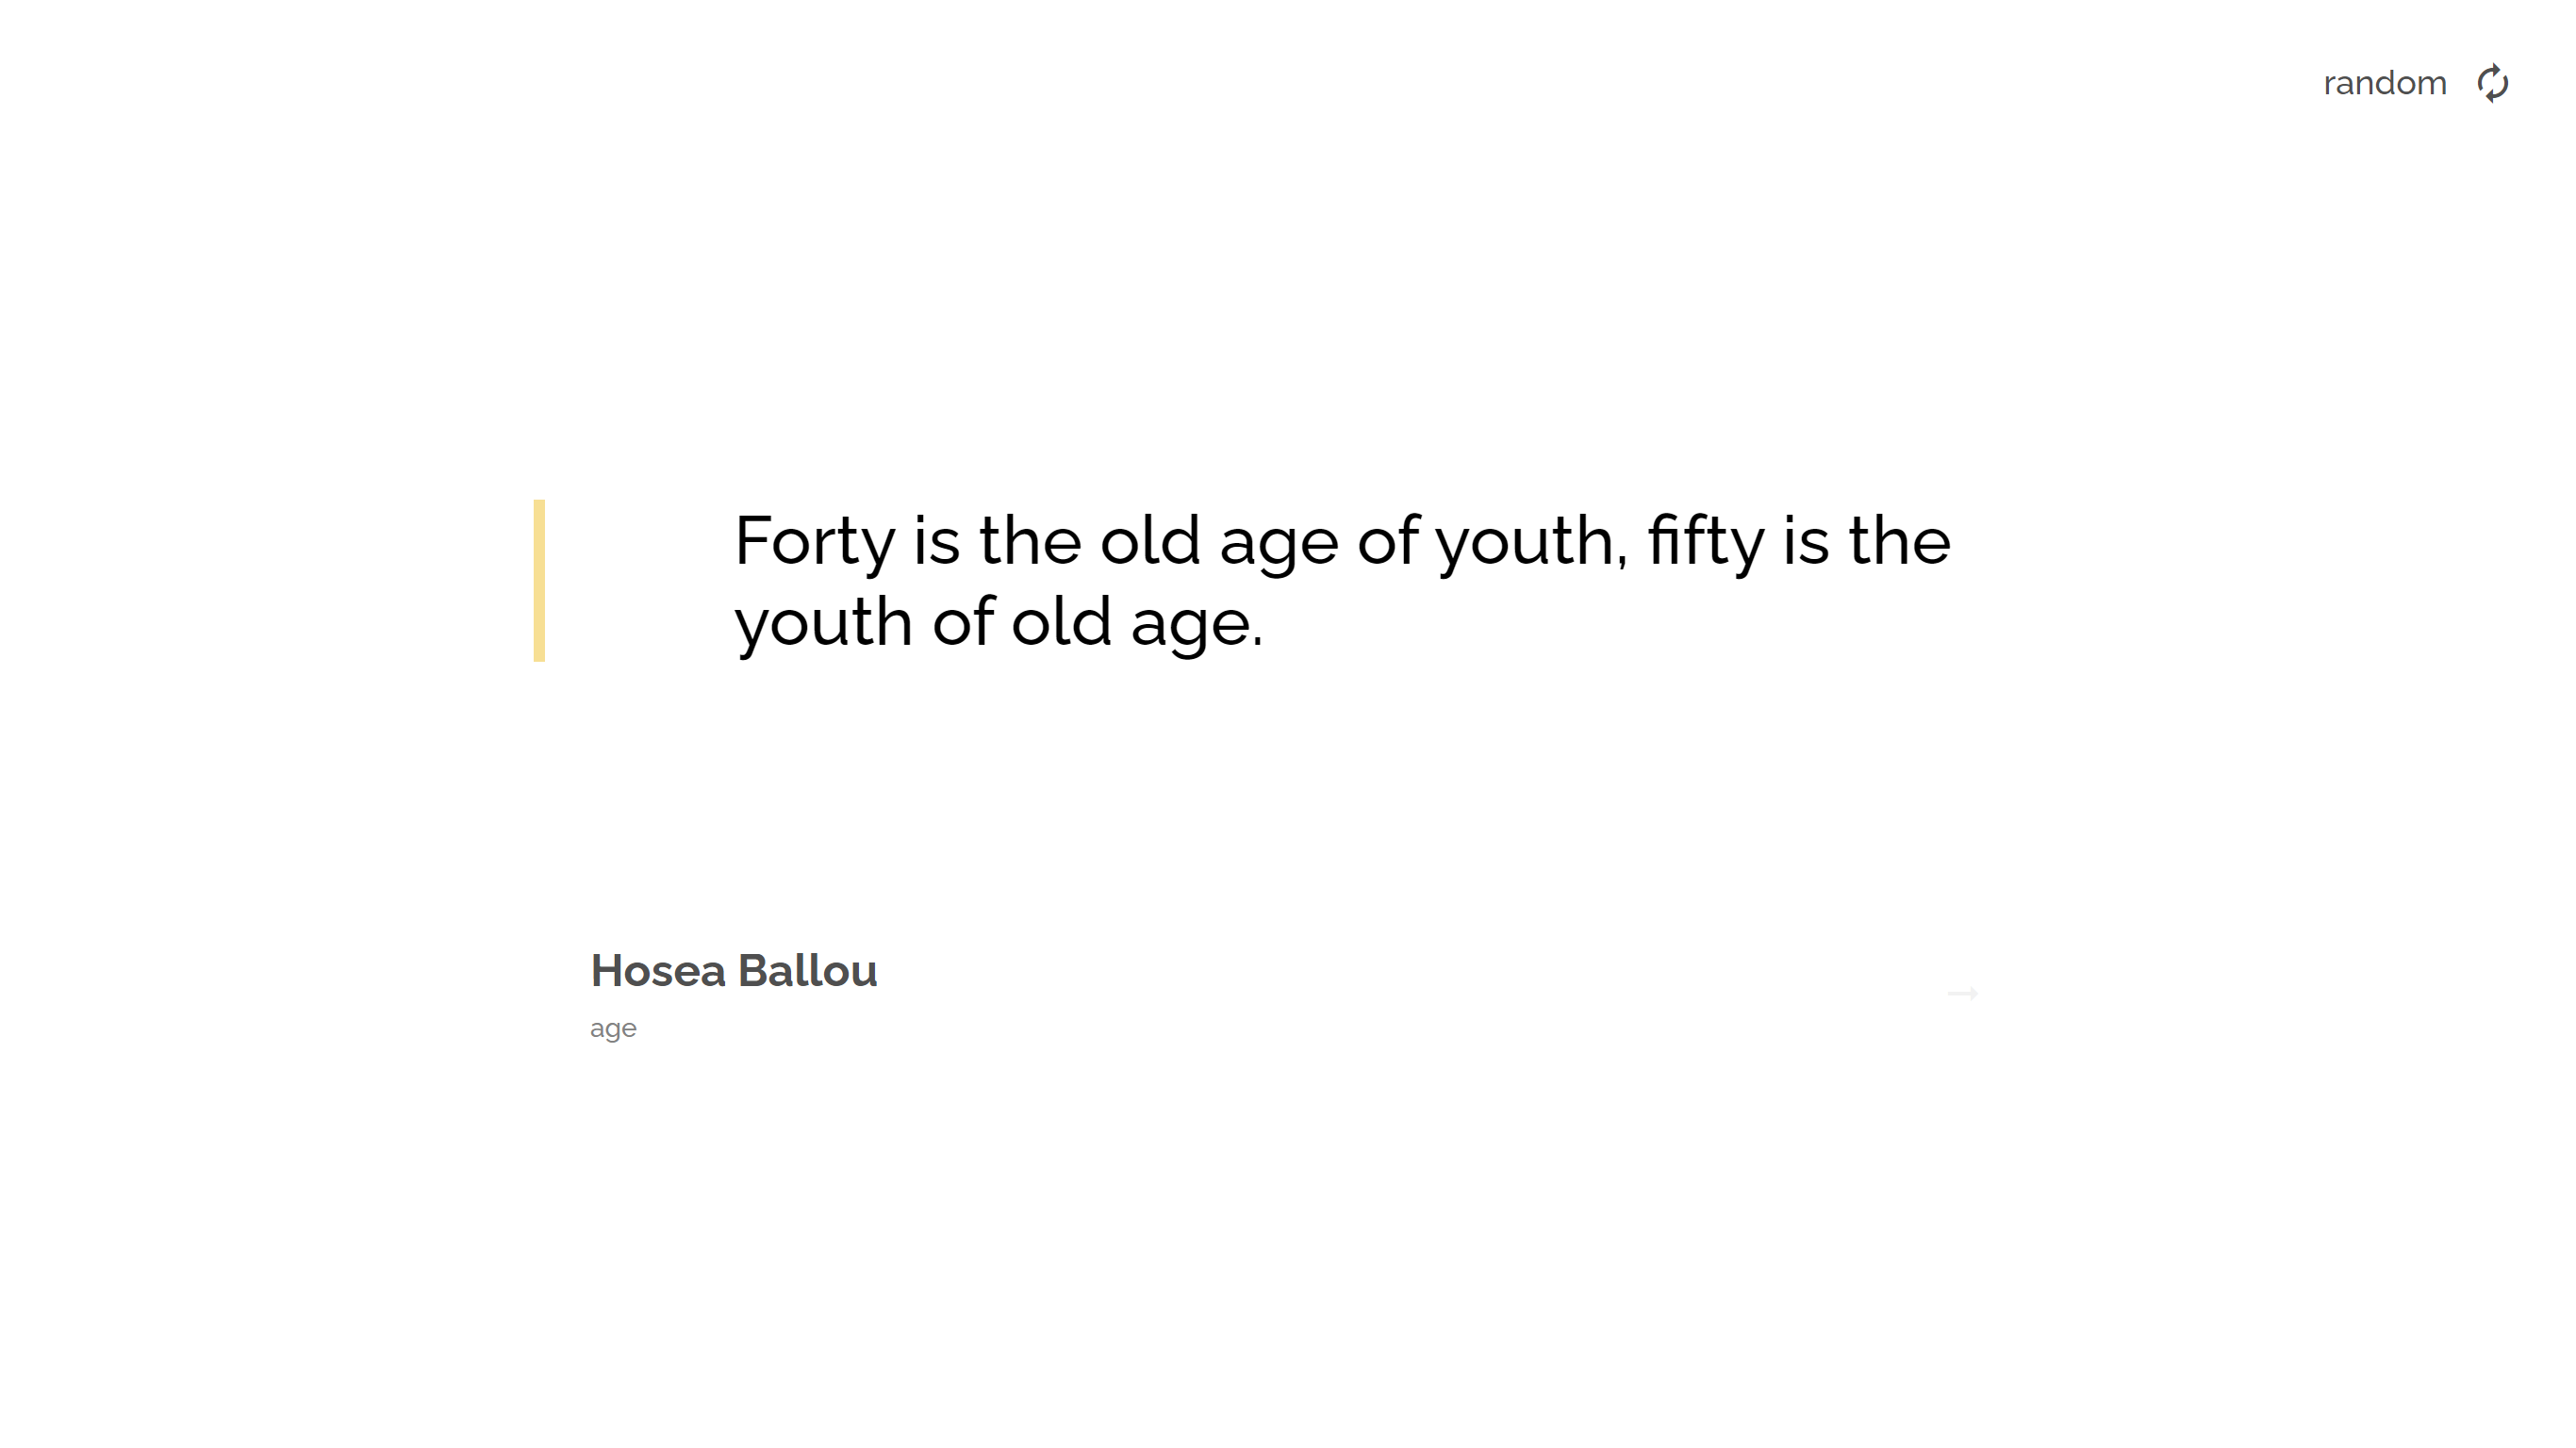 random
Forty is the old age of youth, fifty is the
youth of old age.
Hosea Ballou
age